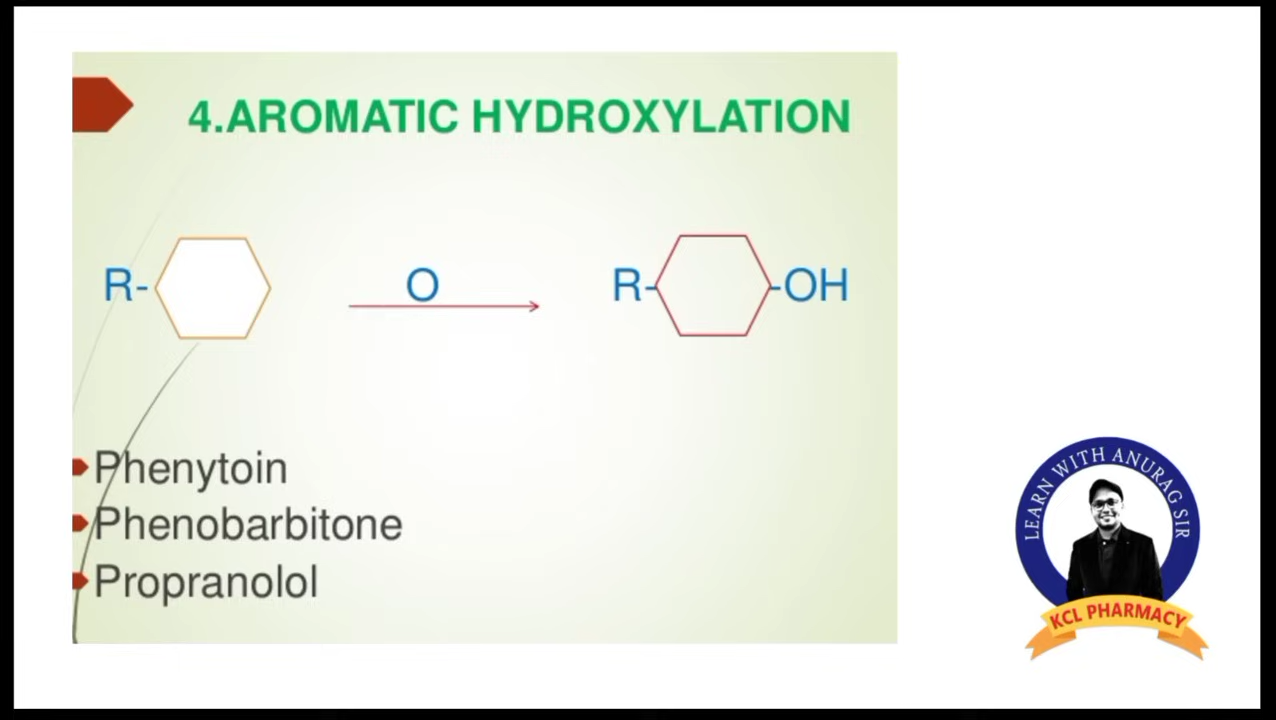 4.AROMATIC HYDROXYLATION
R-
O
R-
-OH
Phenytoin
Phenobarbitone
Propranolol
LEARN WITH ANURAG SIR
KCL PHARMACY